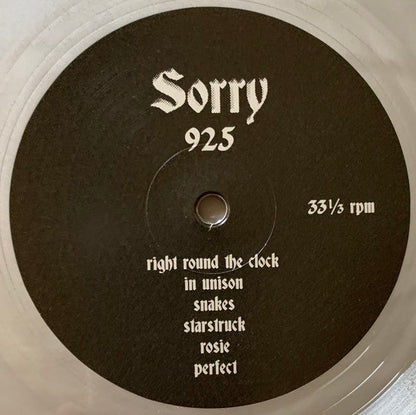 Sorry
925
33⅓ rpm
right round the clock
in unison
snakes
starstruck
rosie
perfect